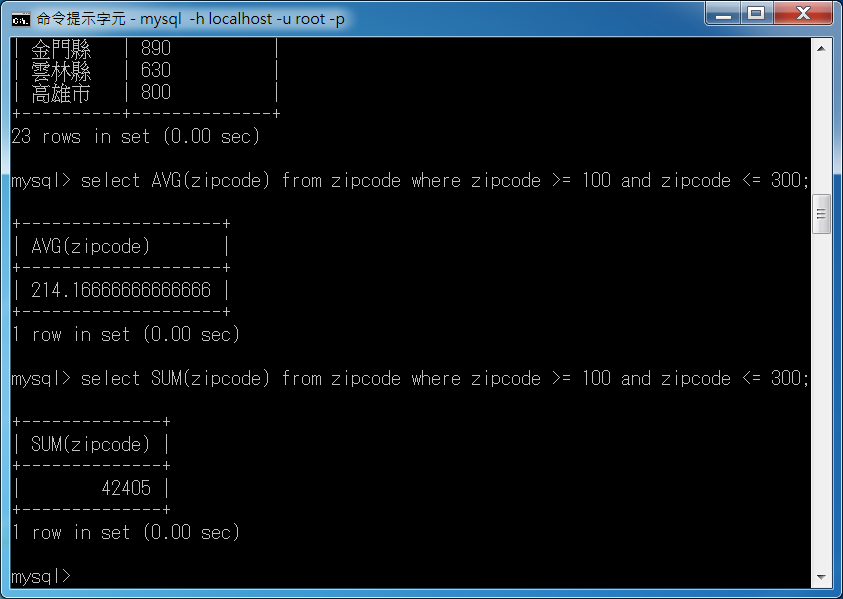 命令提示字元 - mysql  -h localhost -u root -p
| 金門縣   | 890          |
| 雲林縣   | 630          |
| 高雄市   | 800          |
+----------+--------------+
23 rows in set (0.00 sec)
mysql> select AVG(zipcode) from zipcode where zipcode >= 100 and zipcode <= 300;
+--------------------+
| AVG(zipcode)       |
+--------------------+
| 214.16666666666666 |
+--------------------+
1 row in set (0.00 sec)
mysql> select SUM(zipcode) from zipcode where zipcode >= 100 and zipcode <= 300;
+--------------+
| SUM(zipcode) |
+--------------+
|        42405 |
+--------------+
1 row in set (0.00 sec)
mysql>